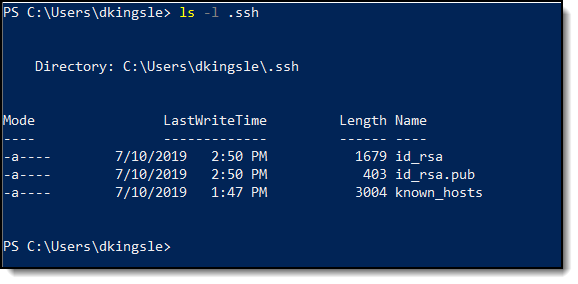 PS C:\Users\dkingsle> ls -l .ssh
Directory: C:\Users\dkingsle\.ssh
Mode LastWriteTime Length Name
---- ------------- ------ ----
-a---- 7/10/2019 2:50 PM 1679 id_rsa
-a---- 7/10/2019 2:50 PM 403 id_rsa.pub
-a---- 7/10/2019 1:47 PM 3004 known_hosts
PS C:\Users\dkingsle>